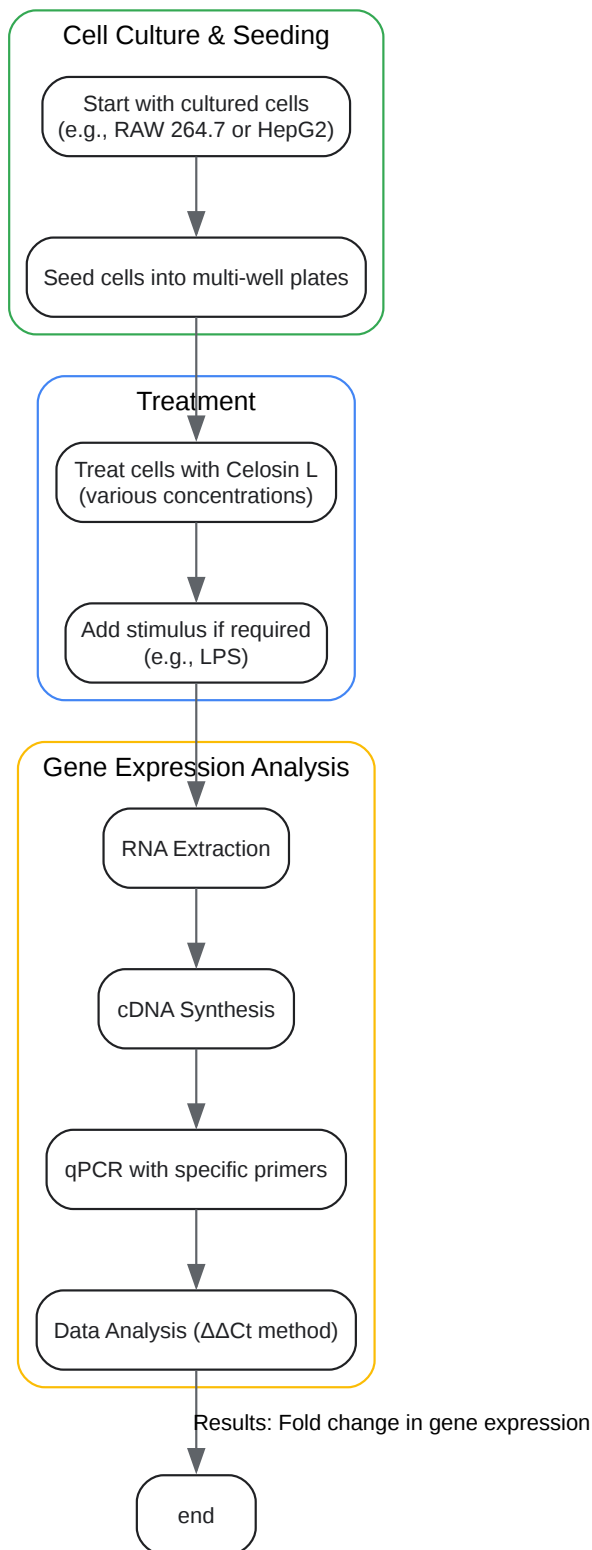 Cell Culture & Seeding
Start with cultured cells
(e.g., RAW 264.7 or HepG2)
Seed cells into multi-well plates
Treatment
Treat cells with Celosin L
(various concentrations)
Add stimulus if required
(e.g., LPS)
Gene Expression Analysis
RNA Extraction
cDNA Synthesis
qPCR with specific primers
Data Analysis (ΔΔCt method)
Results: Fold change in gene expression
end